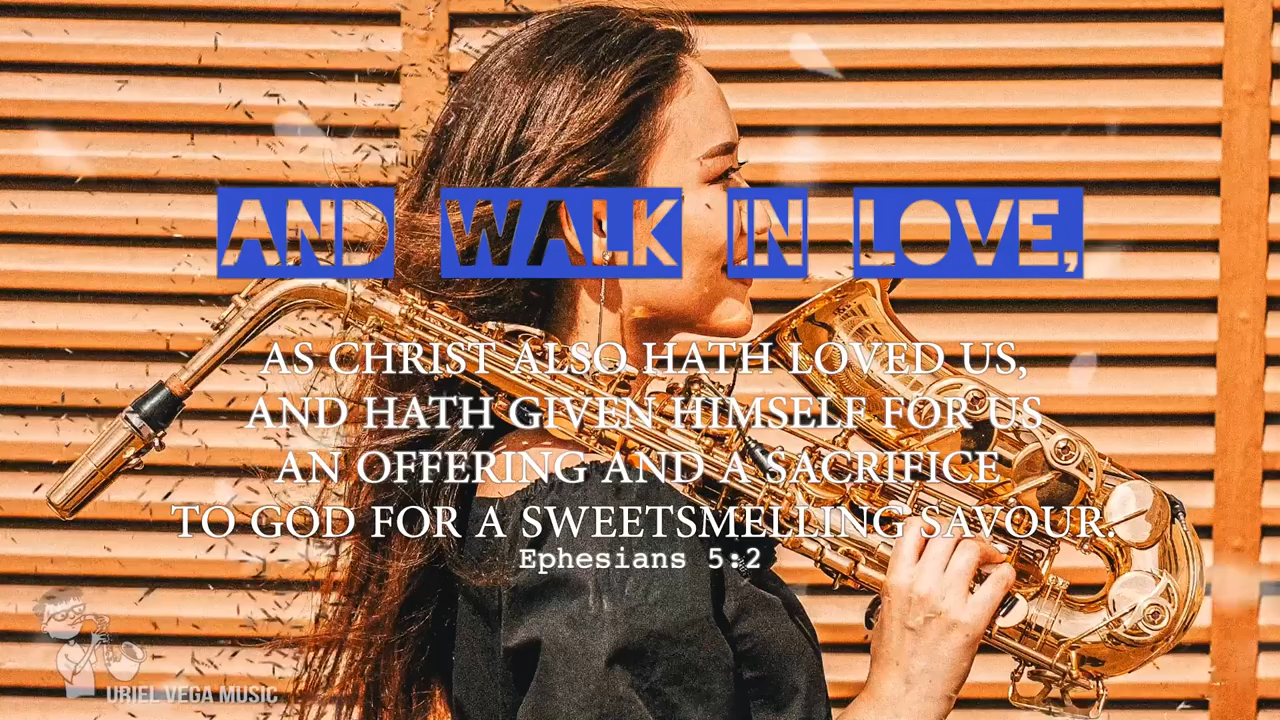 AND WALK IN LOVE,
AS CHRIST ALSO HATH LOVED US,
AND HATH GIVEN HIMSELF FOR US
AN OFFERING AND A SACRIFICE
TO GOD FOR A SWEETSMELLING SAVOUR.
Ephesians 5:2
URIEL VEGA MUSIC